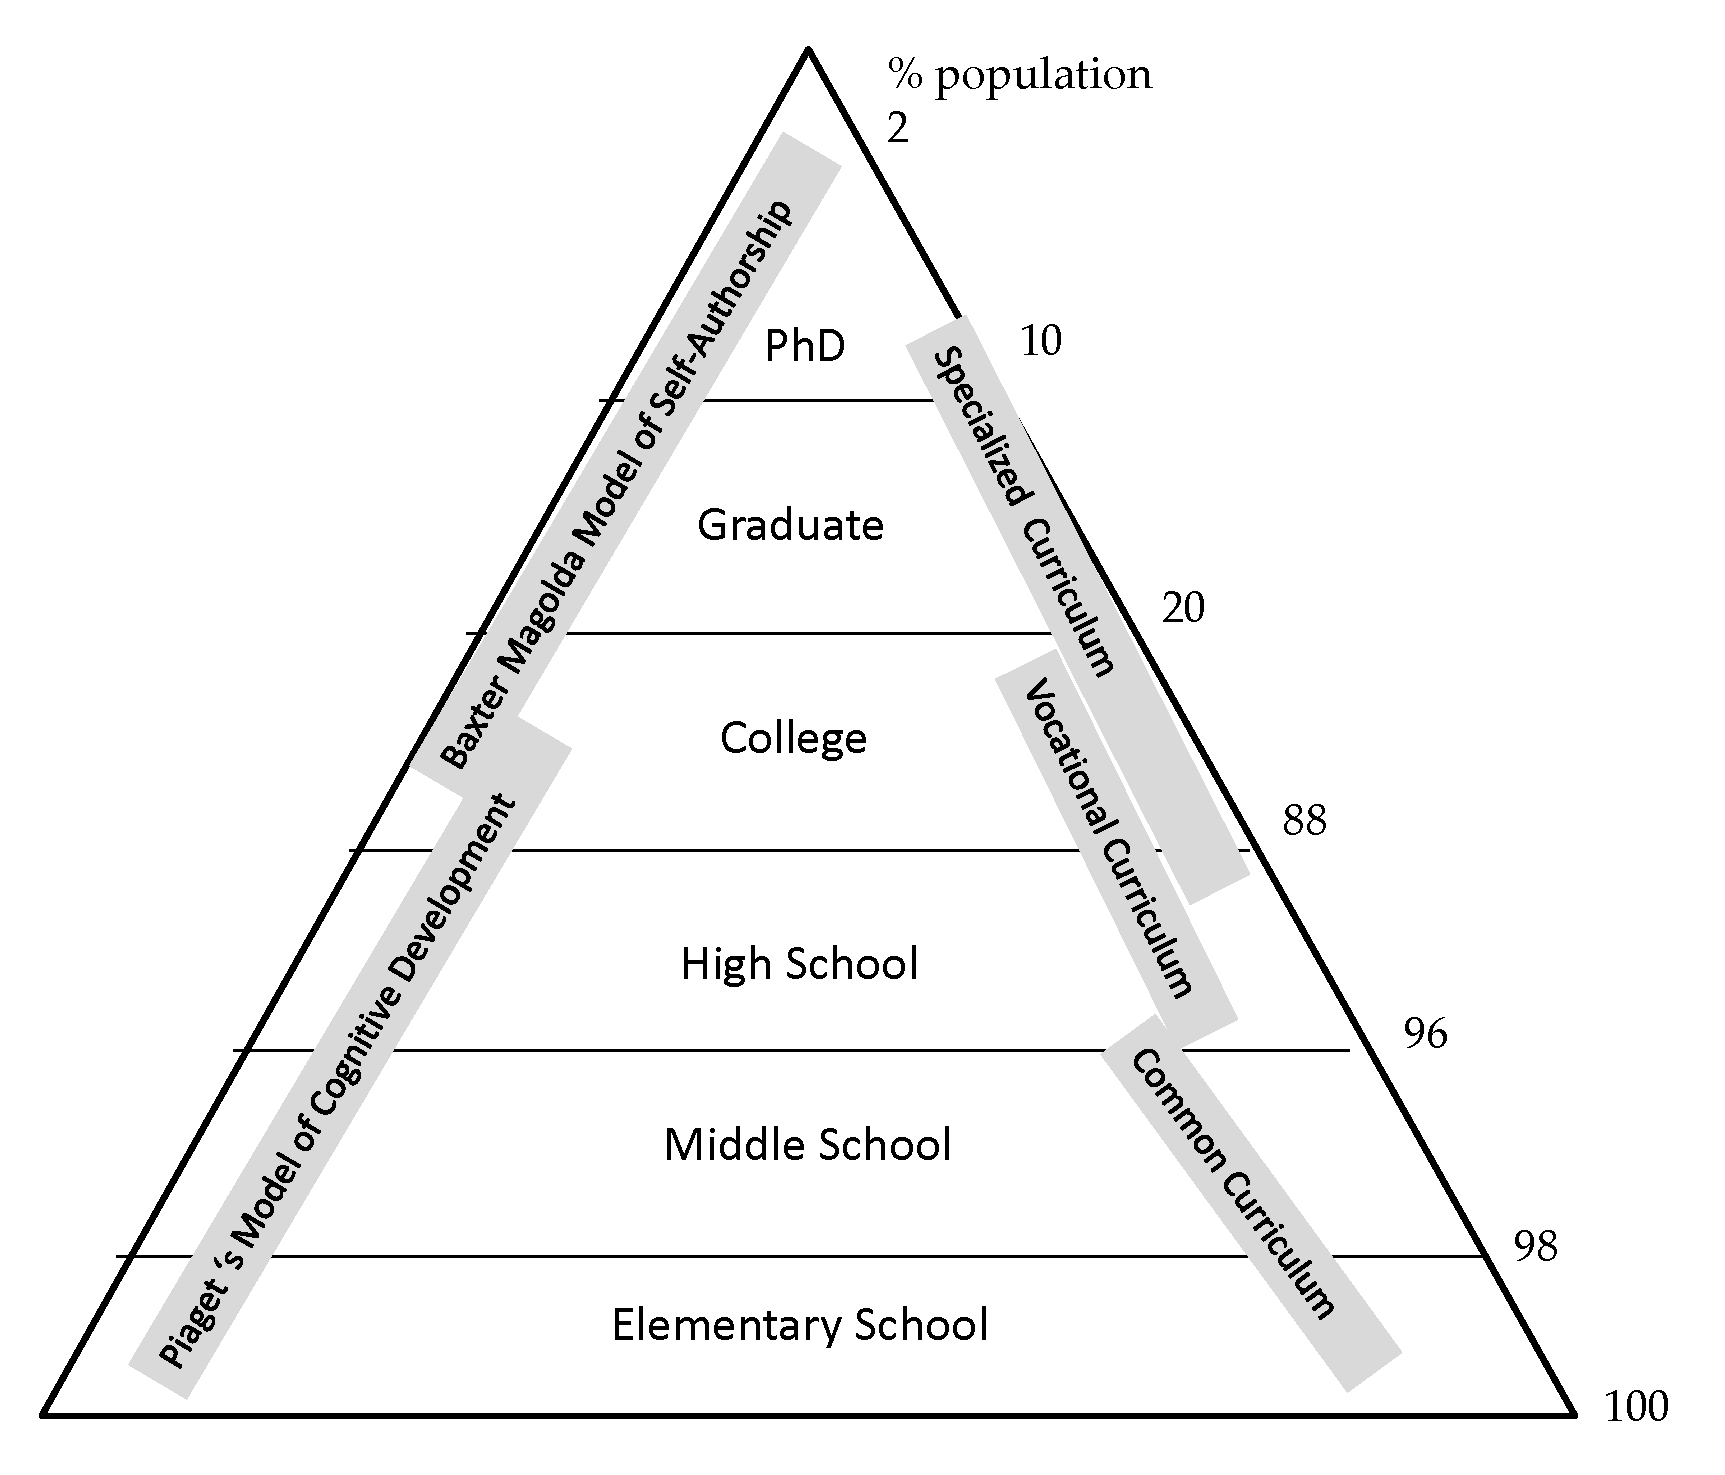 % population
2
Baxter Magolda Model of Self-Authorship
PhD
10
Specialized Curriculum
Graduate
20
College
Vocational Curriculum
88
Piaget ‘s Model of Cognitive Development
High School
96
Common Curriculum
Middle School
98
Elementary School
100